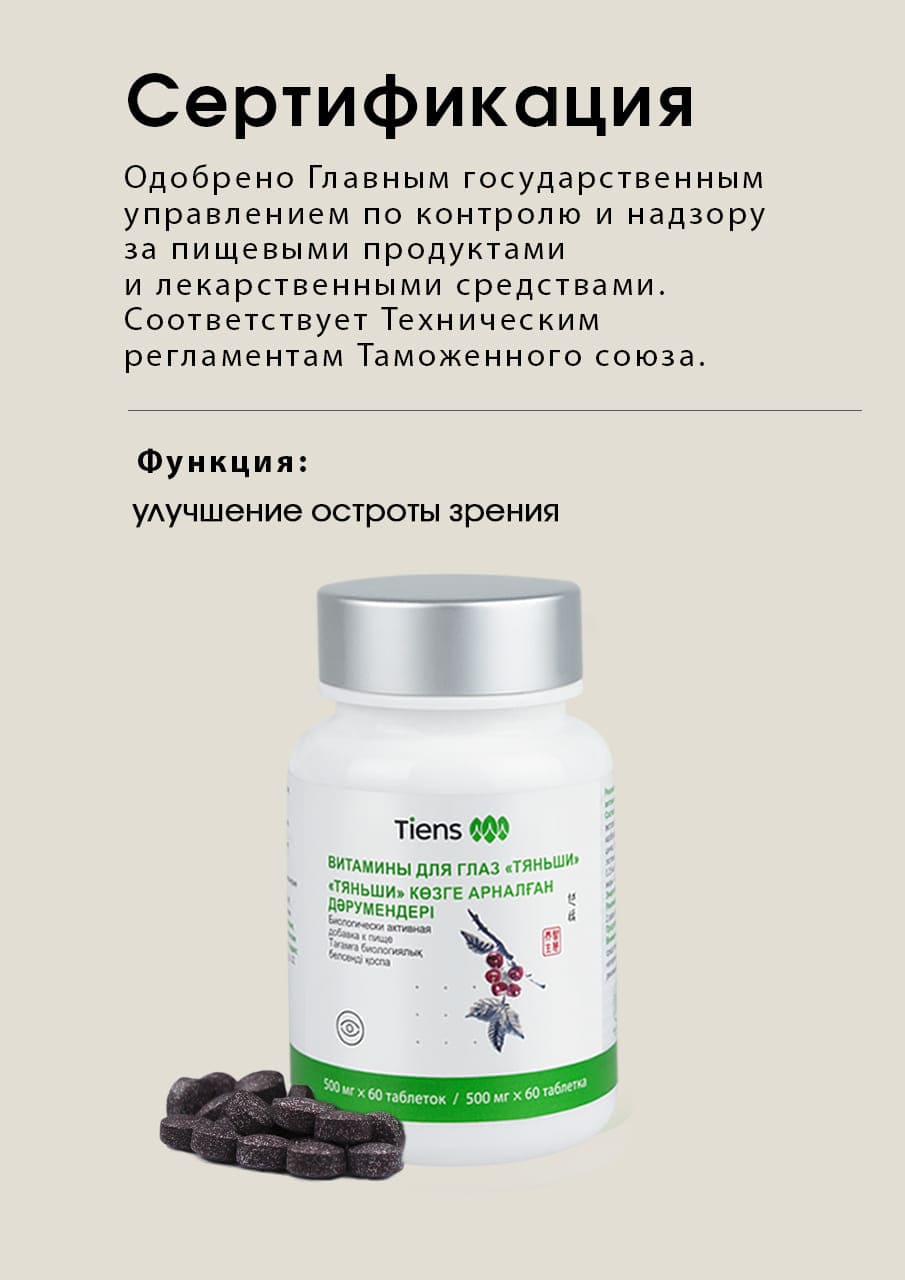 Сертификация
Одобрено Главным государственным
управлением по контролю и надзору
за пищевыми продуктами
и лекарственными средствами.
Соответствует Техническим
регламентам Таможенного союза.
Функция:
улучшение остроты зрения
Tiens
ВИТАМИНЫ ДЛЯ ГЛАЗ «ТЯНЬШИ»
«ТЯНЬШИ» КӨЗГЕ АРНАЛҒАН
ДӘРУМЕНДЕРІ
Биологически активная
добавка к пище
Тағамға биологиялық
белсенді қоспа
500 мг × 60 таблеток / 500 мг × 60 таблетка